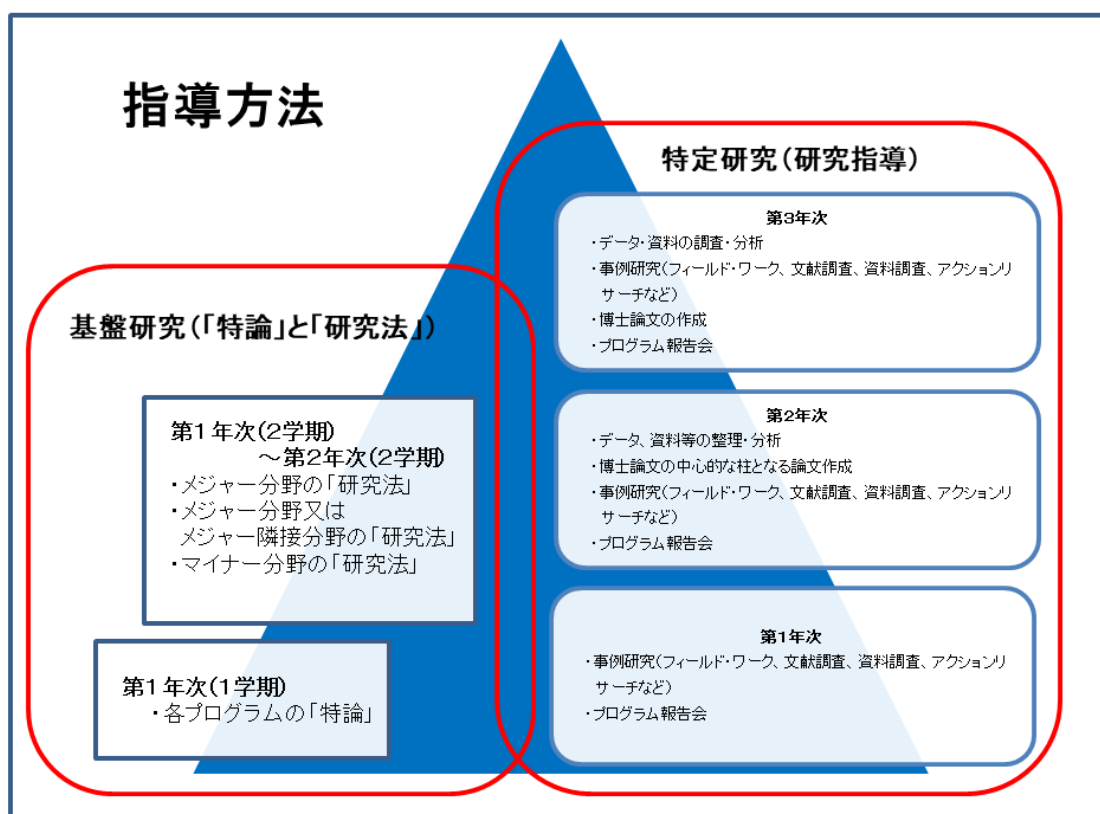 指導方法
特定研究(研究指導)
第3年次
・データ・資料の調査・分析
・事例研究(フィールド・ワーク、文献調査、資料調査、アクションリ
サーチなど)
・博士論文の作成
・プログラム報告会
第2年次
・データ、資料等の整理・分析
・博士論文の中心的な柱となる論文作成
・事例研究(フィールド・ワーク、文献調査、資料調査、アクションリ
サーチなど)
・プログラム報告会
第1年次
・事例研究(フィールド・ワーク、文献調査、資料調査、アクションリ
サーチなど)
・プログラム報告会
基盤研究(「特論」と「研究法」)
第1年次(2学期)
～第2年次(2学期)
・メジャー分野の「研究法」
・メジャー分野又は
メジャー隣接分野の「研究法」
・マイナー分野の「研究法」
第1年次(1学期)
・各プログラムの「特論」